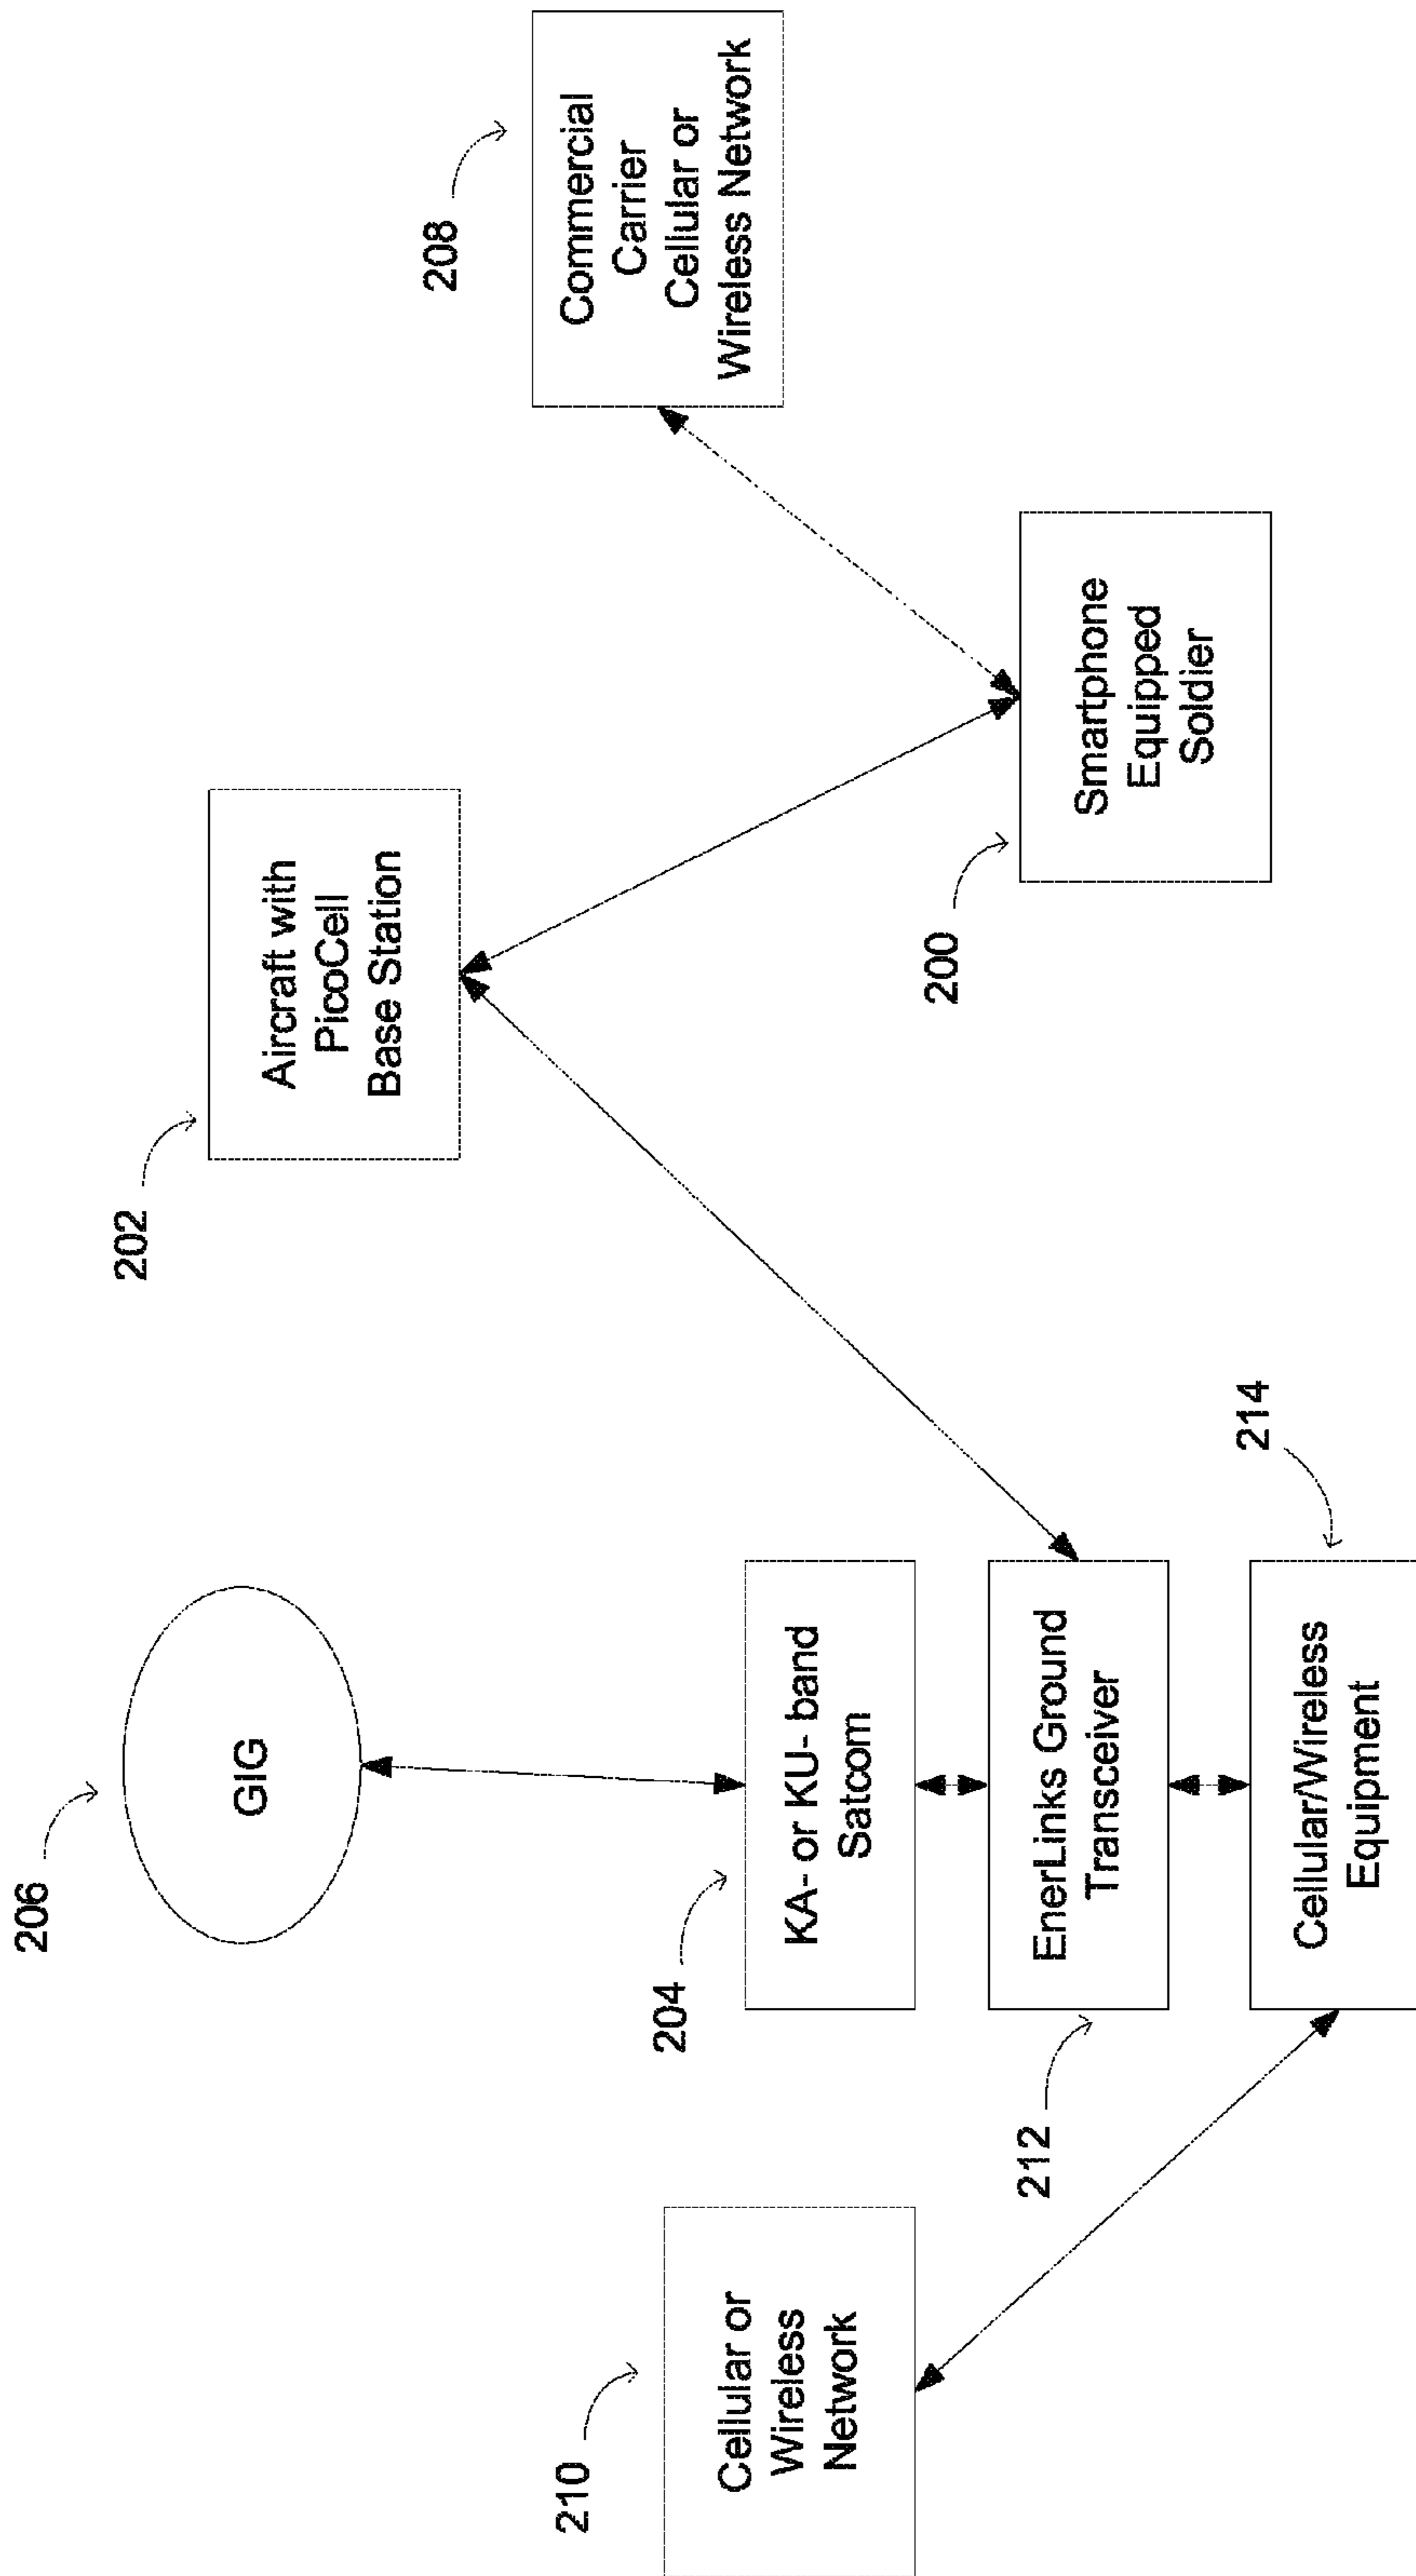 206
GIG
202
Aircraft with
PicoCell
Base Station
208
Commercial
Carrier
Cellular or
Wireless Network
210
Cellular or
Wireless
Network
204
KA- or KU- band
Satcom
212
EnerLinks Ground
Transceiver
214
Cellular/Wireless
Equipment
200
Smartphone
Equipped
Soldier